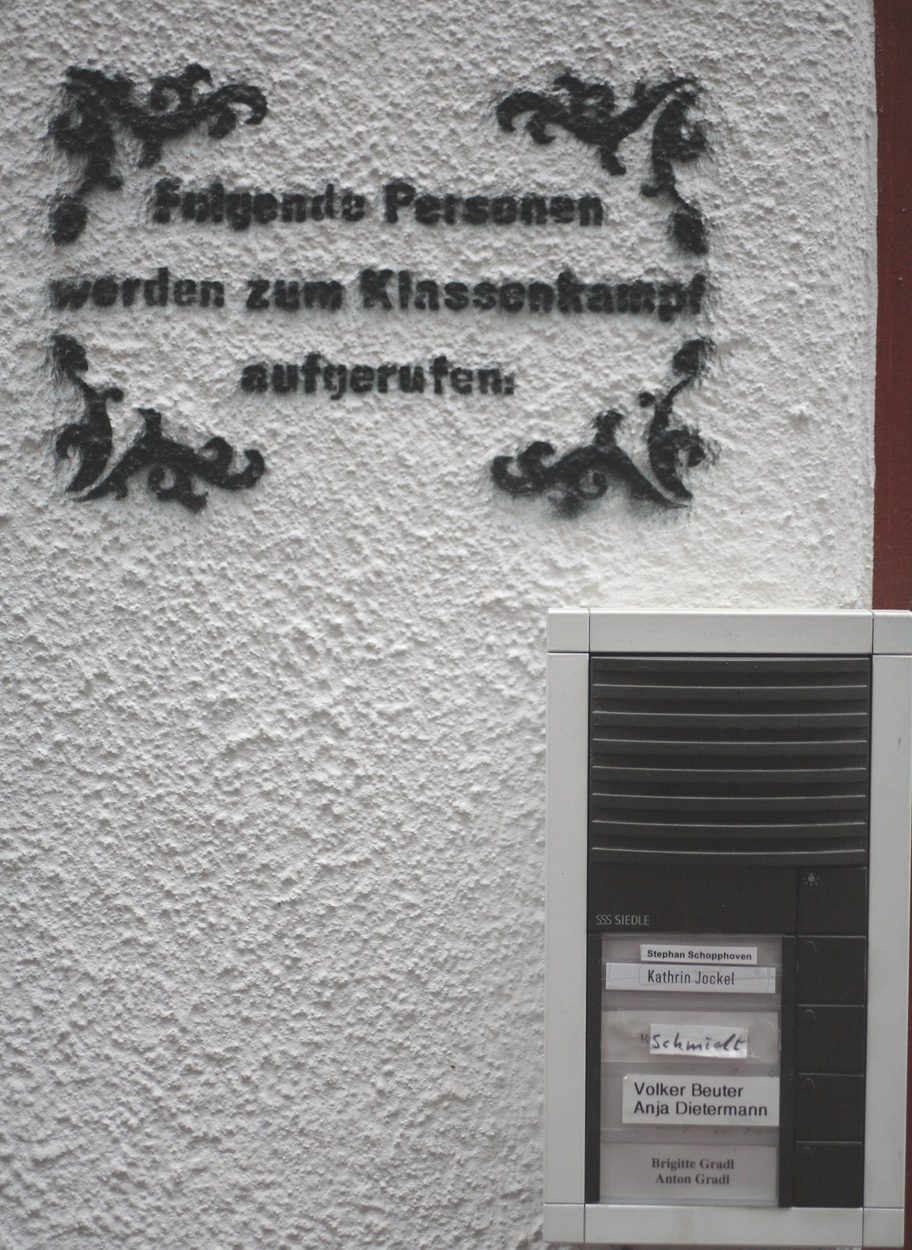 Folgende Personen
werden zum Klassenkampf
aufgerufen:
SSS SIEDLE
Stephan Schopphoven
Kathrin Jockel
Schmidt
Volker Beuter
Anja Dietermann
Brigitte Gradl
Anton Gradl